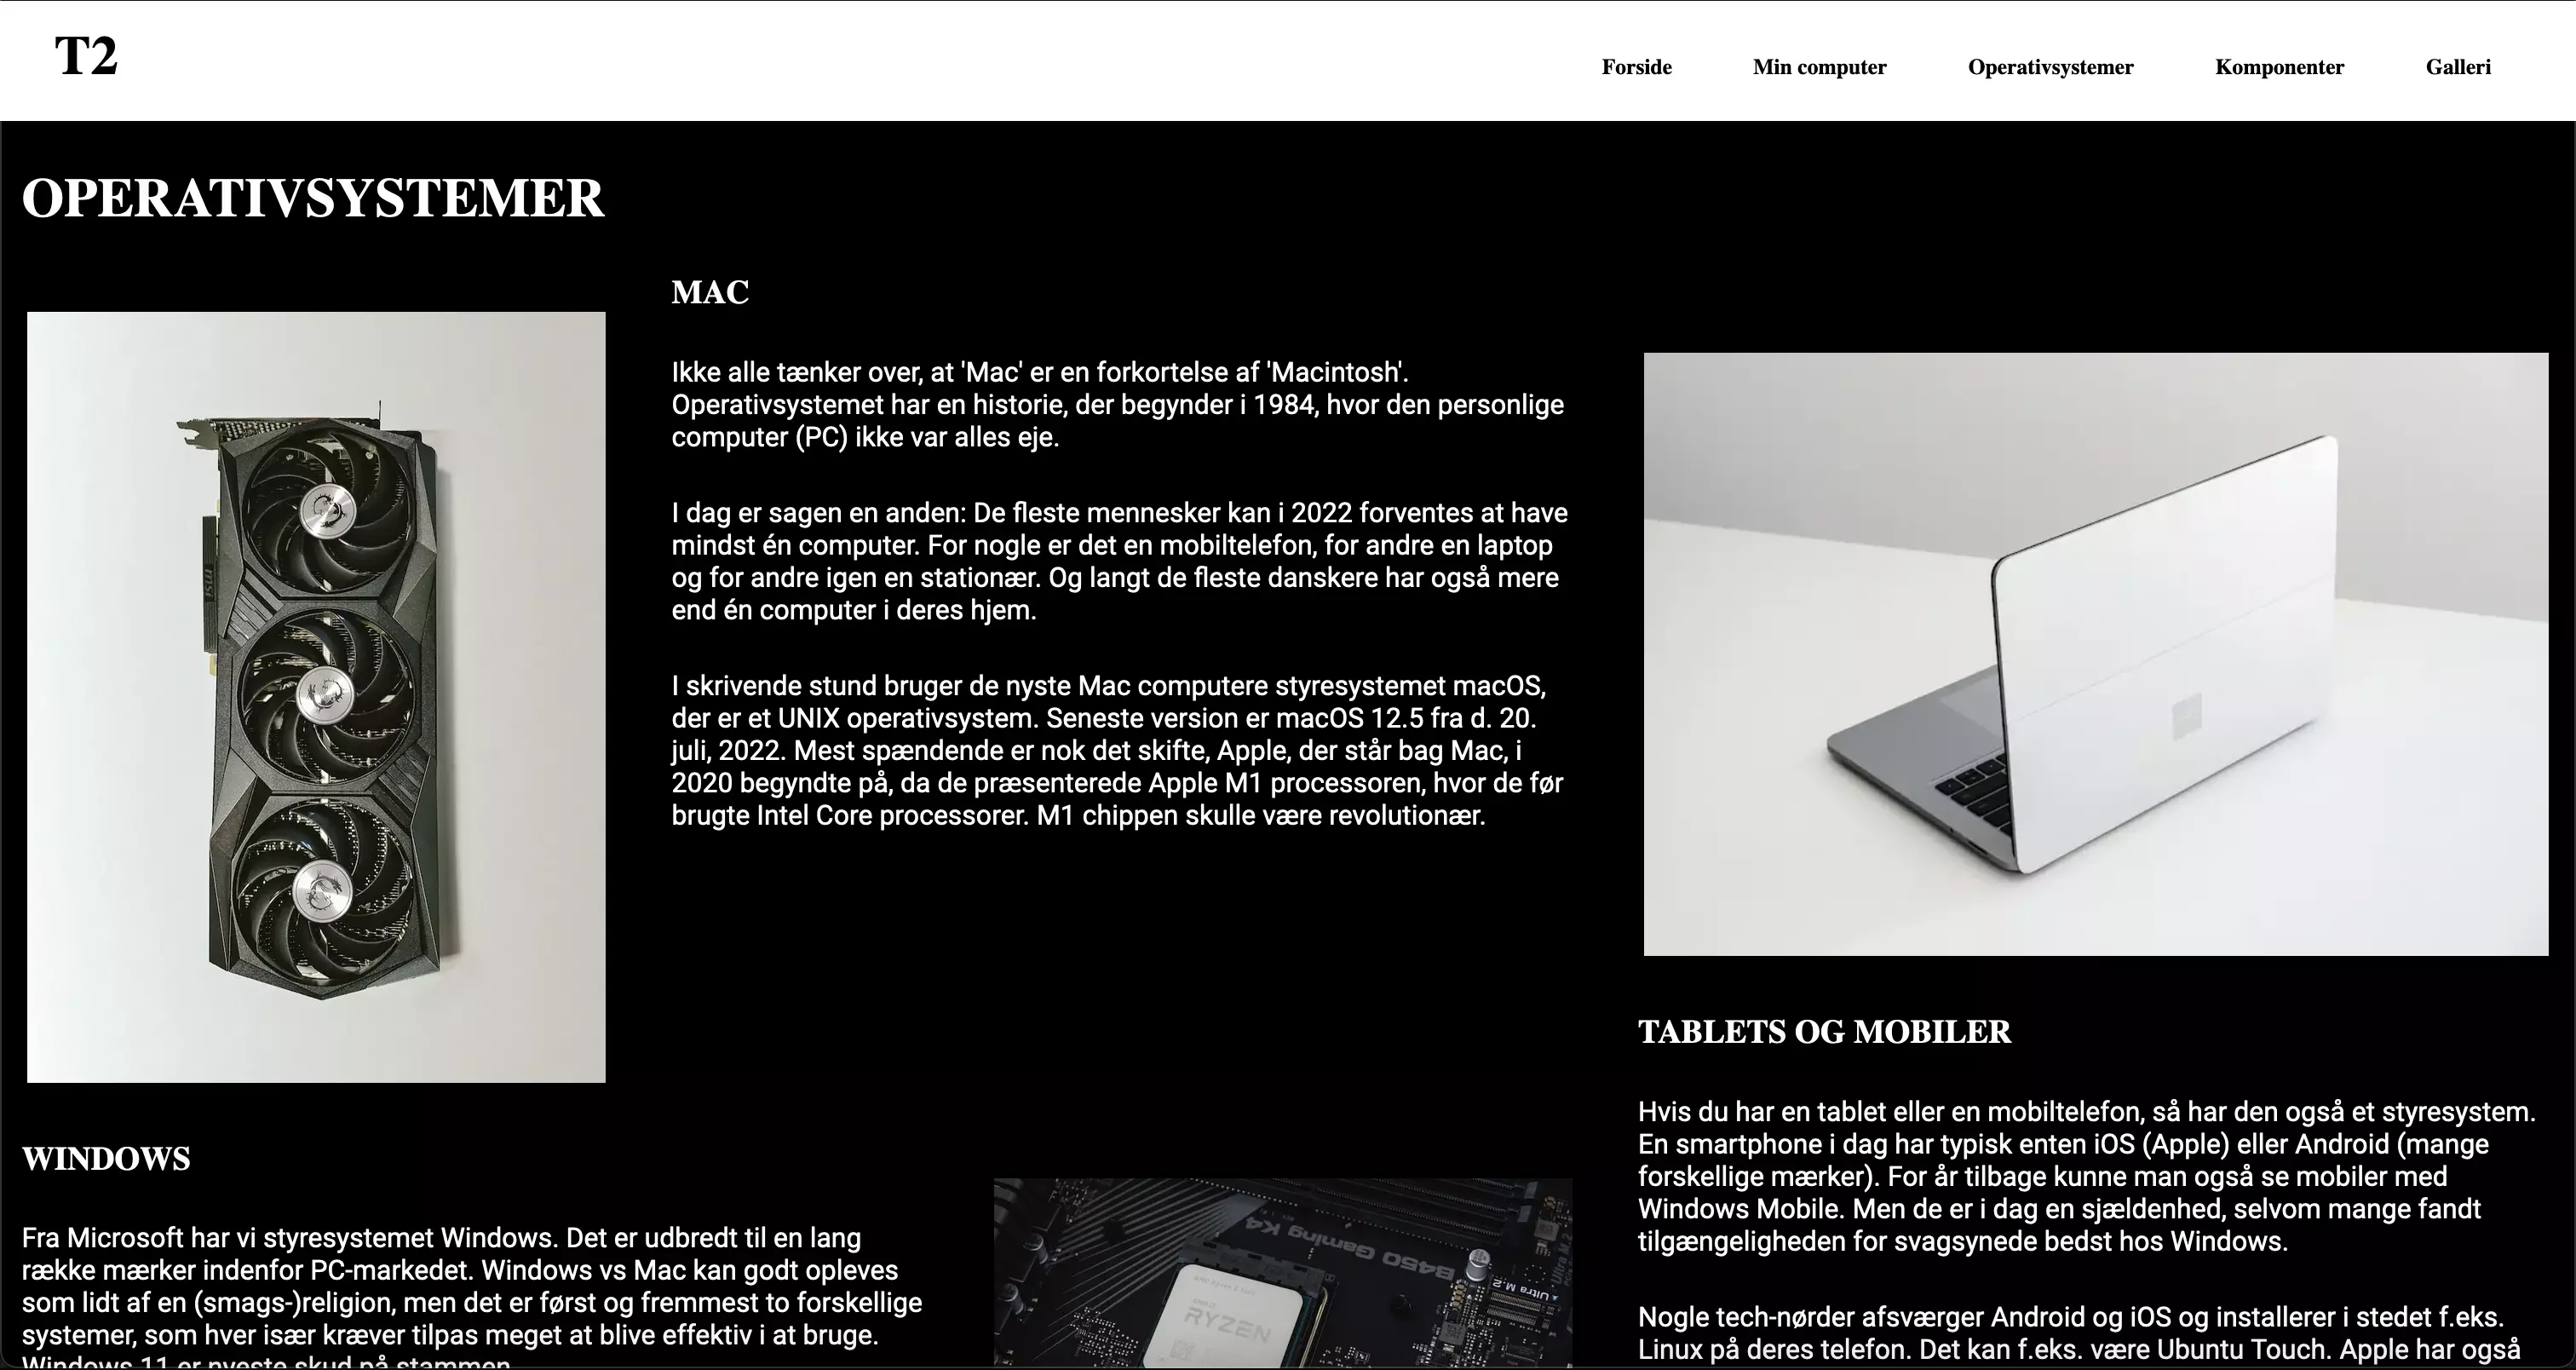 T2
Forside
Min computer
Operativsystemer
Komponenter
Galleri
OPERATIVSYSTEMER
MAC
Ikke alle tænker over, at 'Mac' er en forkortelse af 'Macintosh'.
Operativsystemet har en historie, der begynder i 1984, hvor den personlige
computer (PC) ikke var alles eje.
I dag er sagen en anden: De fleste mennesker kan i 2022 forventes at have
mindst én computer. For nogle er det en mobiltelefon, for andre en laptop
og for andre igen en stationær. Og langt de fleste danskere har også mere
end én computer i deres hjem.
I skrivende stund bruger de nyste Mac computere styresystemet macOS,
der er et UNIX operativsystem. Seneste version er macOS 12.5 fra d. 20.
juli, 2022. Mest spændende er nok det skifte, Apple, der står bag Mac, i
2020 begyndte på, da de præsenterede Apple M1 processoren, hvor de før
brugte Intel Core processorer. M1 chippen skulle være revolutionær.
msi
WINDOWS
Fra Microsoft har vi styresystemet Windows. Det er udbredt til en lang
række mærker indenfor PC-markedet. Windows vs Mac kan godt opleves
som lidt af en (smags-)religion, men det er først og fremmest to forskellige
systemer, som hver især kræver tilpas meget at blive effektiv i at bruge.
Windows 11 er nyeste skud på stammen
B450 Gaming K4
Ultra M.2
RYZEN
TABLETS OG MOBILER
Hvis du har en tablet eller en mobiltelefon, så har den også et styresystem.
En smartphone i dag har typisk enten iOS (Apple) eller Android (mange
forskellige mærker). For år tilbage kunne man også se mobiler med
Windows Mobile. Men de er i dag en sjældenhed, selvom mange fandt
tilgængeligheden for svagsynede bedst hos Windows.
Nogle tech-nørder afsværger Android og iOS og installerer i stedet f.eks.
Linux på deres telefon. Det kan f.eks. være Ubuntu Touch. Apple har også